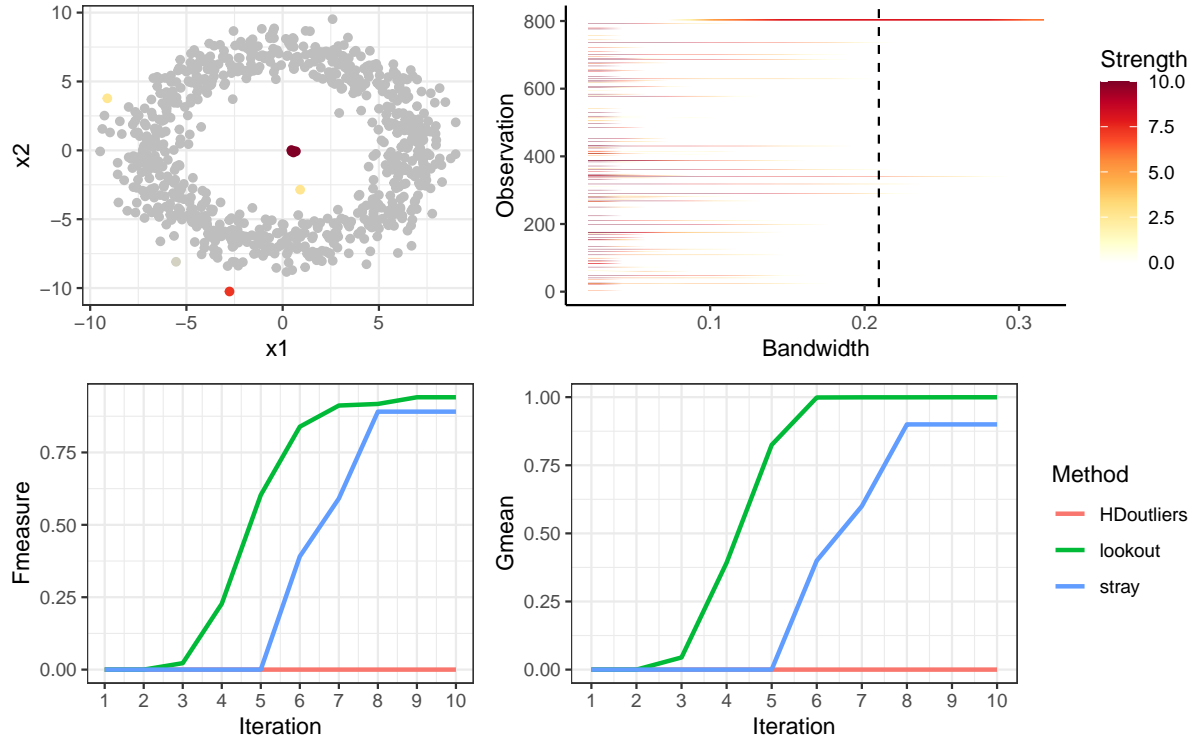 10
5
0
−5
−10
x2
−10
−5
0
5
x1
800
600
400
200
0
Observation
0.1
0.2
0.3
Bandwidth
Strength
10.0
7.5
5.0
2.5
0.0
0.75
0.50
0.25
0.00
Fmeasure
1 2 3 4 5 6 7 8 9 10
Iteration
1.00
0.75
0.50
0.25
0.00
Gmean
1 2 3 4 5 6 7 8 9 10
Iteration
Method
HDoutliers
lookout
stray